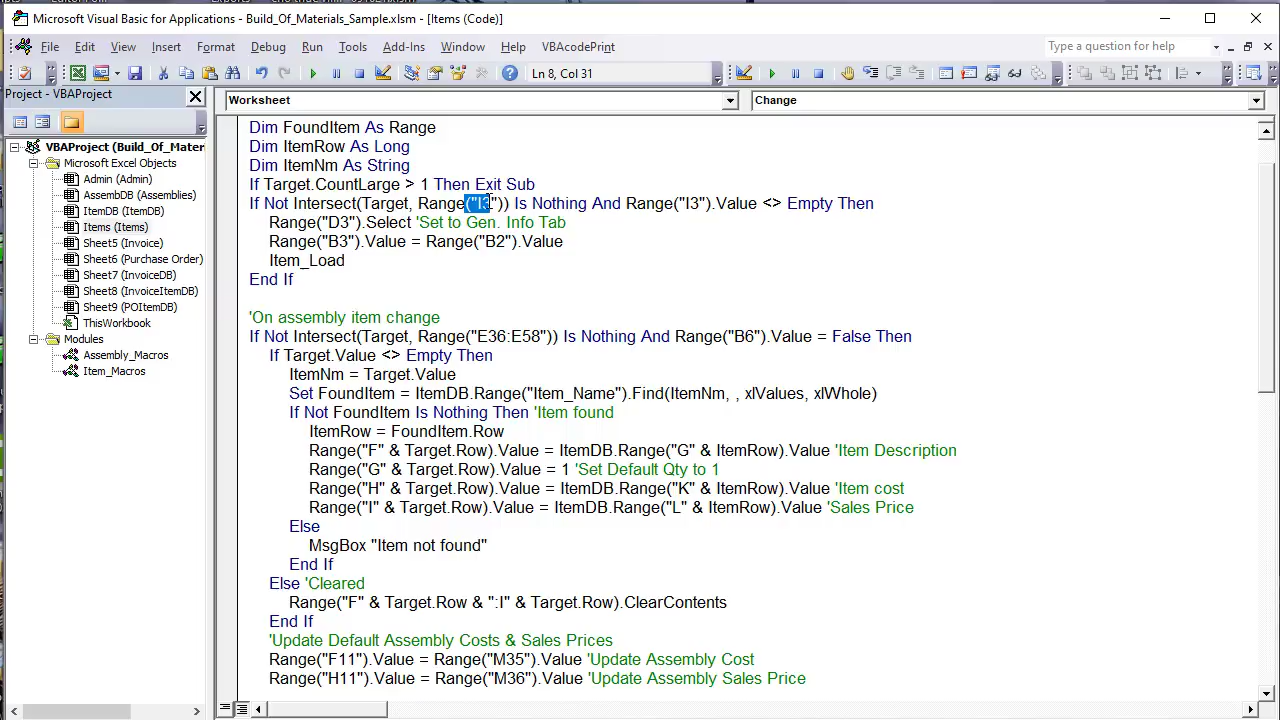 Microsoft Visual Basic for Applications - Build_Of_Materials_Sample.xlsm - [Items (Code)]
File Edit View Insert Format Debug Run Tools Add-Ins Window Help VBAcodePrint
Type a question for help
Ln 8, Col 31
Project - VBAProject
Worksheet
Change
VBAProject (Build_Of_Mater
Microsoft Excel Objects
Admin (Admin)
AssembDB (Assemblies)
ItemDB (ItemDB)
Items (Items)
Sheet5 (Invoice)
Sheet6 (Purchase Order)
Sheet7 (InvoiceDB)
Sheet8 (InvoiceItemDB)
Sheet9 (POItemDB)
ThisWorkbook
Modules
Assembly_Macros
Item_Macros
Dim FoundItem As Range
Dim ItemRow As Long
Dim ItemNm As String
If Target.CountLarge > 1 Then Exit Sub
If Not Intersect(Target, Range("I3")) Is Nothing And Range("I3").Value <> Empty Then
Range("D3").Select 'Set to Gen. Info Tab
Range("B3").Value = Range("B2").Value
Item_Load
End If
'On assembly item change
If Not Intersect(Target, Range("E36:E58")) Is Nothing And Range("B6").Value = False Then
If Target.Value <> Empty Then
ItemNm = Target.Value
Set FoundItem = ItemDB.Range("Item_Name").Find(ItemNm, , xlValues, xlWhole)
If Not FoundItem Is Nothing Then 'Item found
ItemRow = FoundItem.Row
Range("F" & Target.Row).Value = ItemDB.Range("G" & ItemRow).Value 'Item Description
Range("G" & Target.Row).Value = 1 'Set Default Qty to 1
Range("H" & Target.Row).Value = ItemDB.Range("K" & ItemRow).Value 'Item cost
Range("I" & Target.Row).Value = ItemDB.Range("L" & ItemRow).Value 'Sales Price
Else
MsgBox "Item not found"
End If
Else 'Cleared
Range("F" & Target.Row & ":I" & Target.Row).ClearContents
End If
'Update Default Assembly Costs & Sales Prices
Range("F11").Value = Range("M35").Value 'Update Assembly Cost
Range("H11").Value = Range("M36").Value 'Update Assembly Sales Price